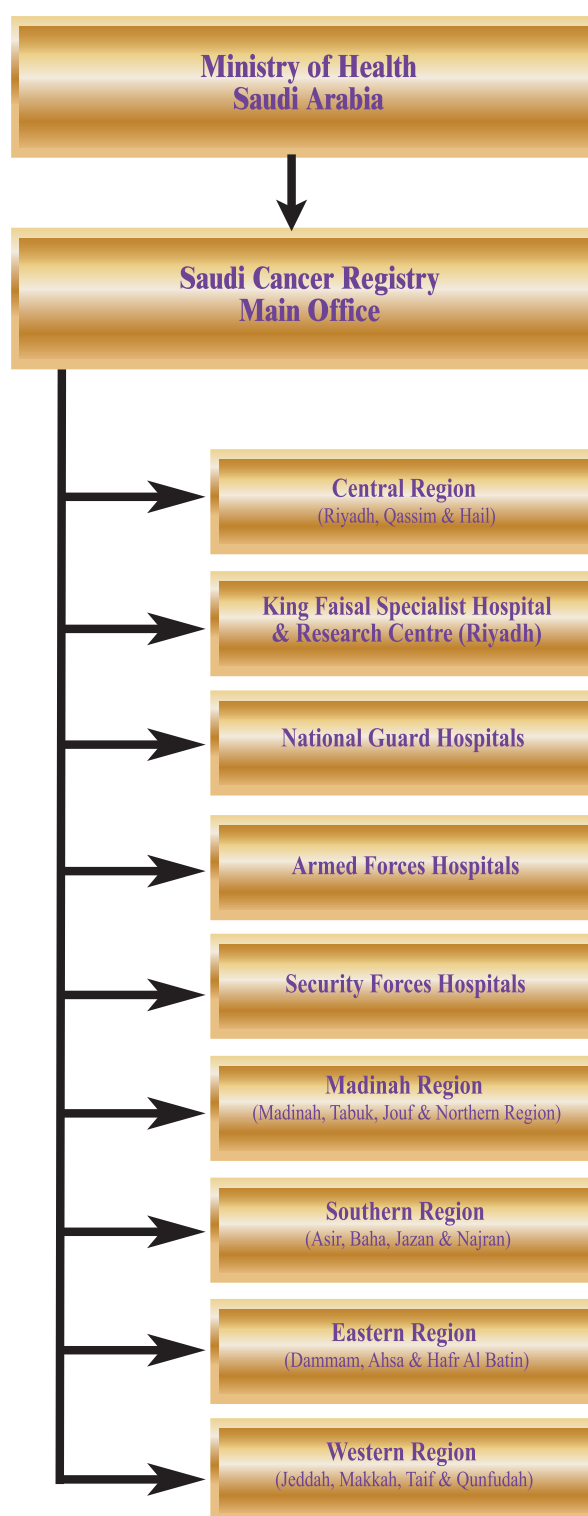 Ministry of Health
Saudi Arabia
Saudi Cancer Registry
Main Office
Central Region
(Riyadh, Qassim & Hail)
King Faisal Specialist Hospital
& Research Centre (Riyadh)
National Guard Hospitals
Armed Forces Hospitals
Security Forces Hospitals
Madinah Region
(Madinah, Tabuk, Jouf & Northern Region)
Southern Region
(Asir, Baha, Jazan & Najran)
Eastern Region
(Dammam, Ahsa & Hafr Al Batin)
Western Region
(Jeddah, Makkah, Taif & Qunfudah)